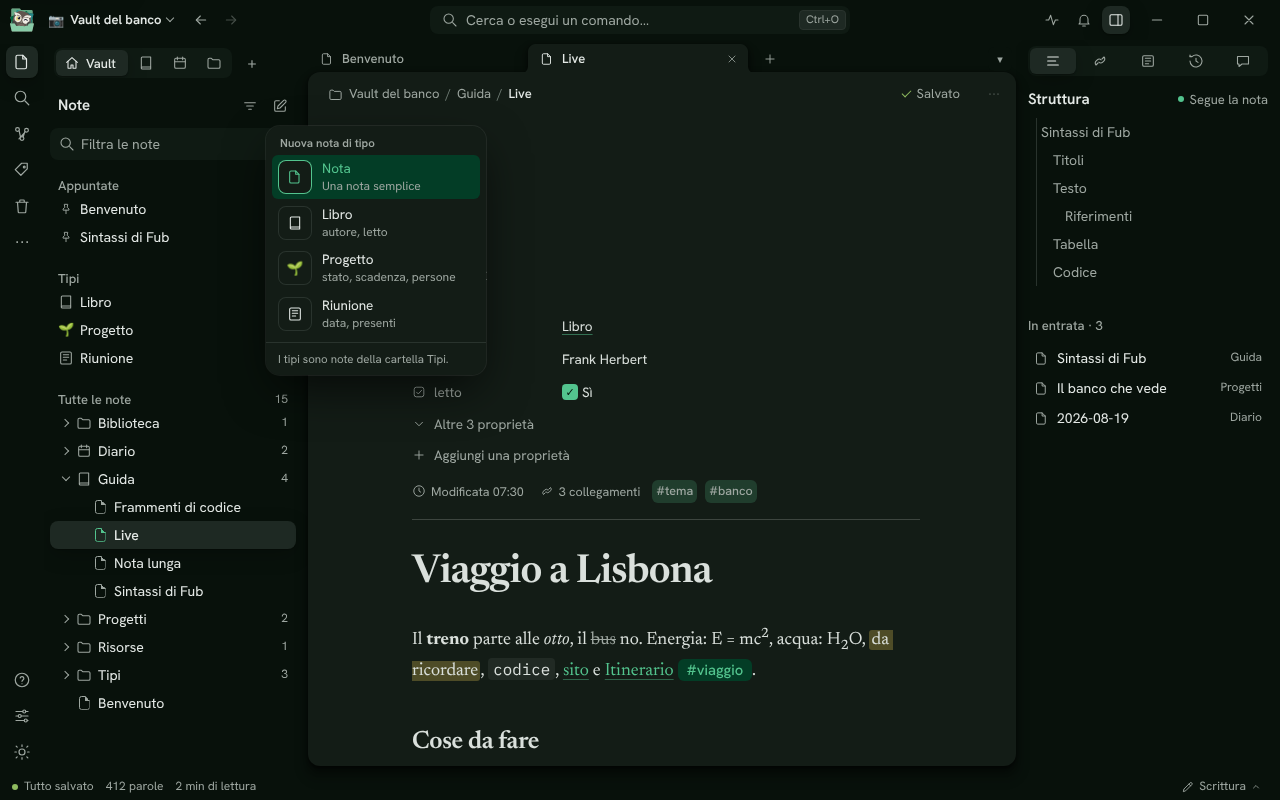 Vault del banco
Cerca o esegui un comando…
Ctrl+O
Vault
Benvenuto
Live
Note
Filtra le note
Appuntate
Benvenuto
Sintassi di Fub
Tipi
Libro
Progetto
Riunione
Tutte le note 15
Biblioteca 1
Diario 2
Guida 4
Frammenti di codice
Live
Nota lunga
Sintassi di Fub
Progetti 2
Risorse 1
Tipi 3
Benvenuto
Nuova nota di tipo
Nota
Una nota semplice
Libro
autore, letto
Progetto
stato, scadenza, persone
Riunione
data, presenti
I tipi sono note della cartella Tipi.
Vault del banco / Guida / Live
Salvato
Libro
Frank Herbert
letto ✓ Sì
Altre 3 proprietà
Aggiungi una proprietà
Modificata 07:30 3 collegamenti #tema #banco
Viaggio a Lisbona
Il treno parte alle otto, il bus no. Energia: E = mc², acqua: H₂O, da
ricordare, codice, sito e Itinerario #viaggio.
Cose da fare
Struttura
Segue la nota
Sintassi di Fub
Titoli
Testo
Riferimenti
Tabella
Codice
In entrata · 3
Sintassi di Fub Guida
Il banco che vede Progetti
2026-08-19 Diario
Tutto salvato 412 parole 2 min di lettura
Scrittura